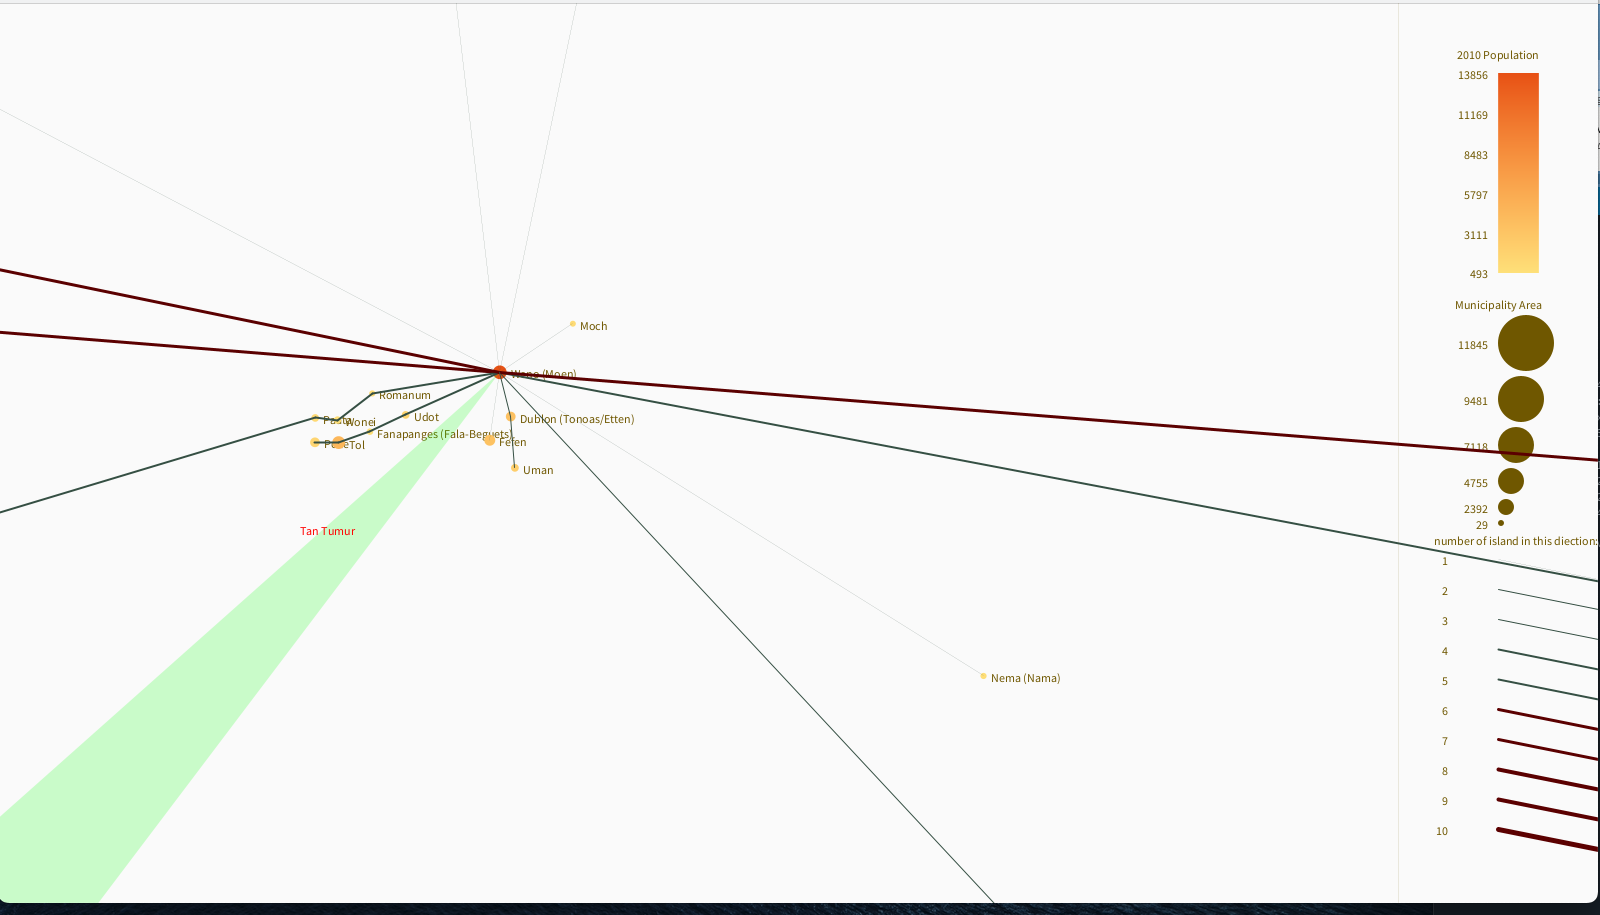 2010 Population
13856
11169
8483
5797
3111
493
Municipality Area
11845
9481
7118
4755
2392
29
number of island in this diection:
1
2
3
4
5
6
7
8
9
10
Moch
Weno (Moen)
Romanum
Udot
Dublon (Tonoas/Etten)
Wonei
Fanapanges (Fala-Beguets)
Fefen
Tol
Uman
Tan Tumur
Nema (Nama)